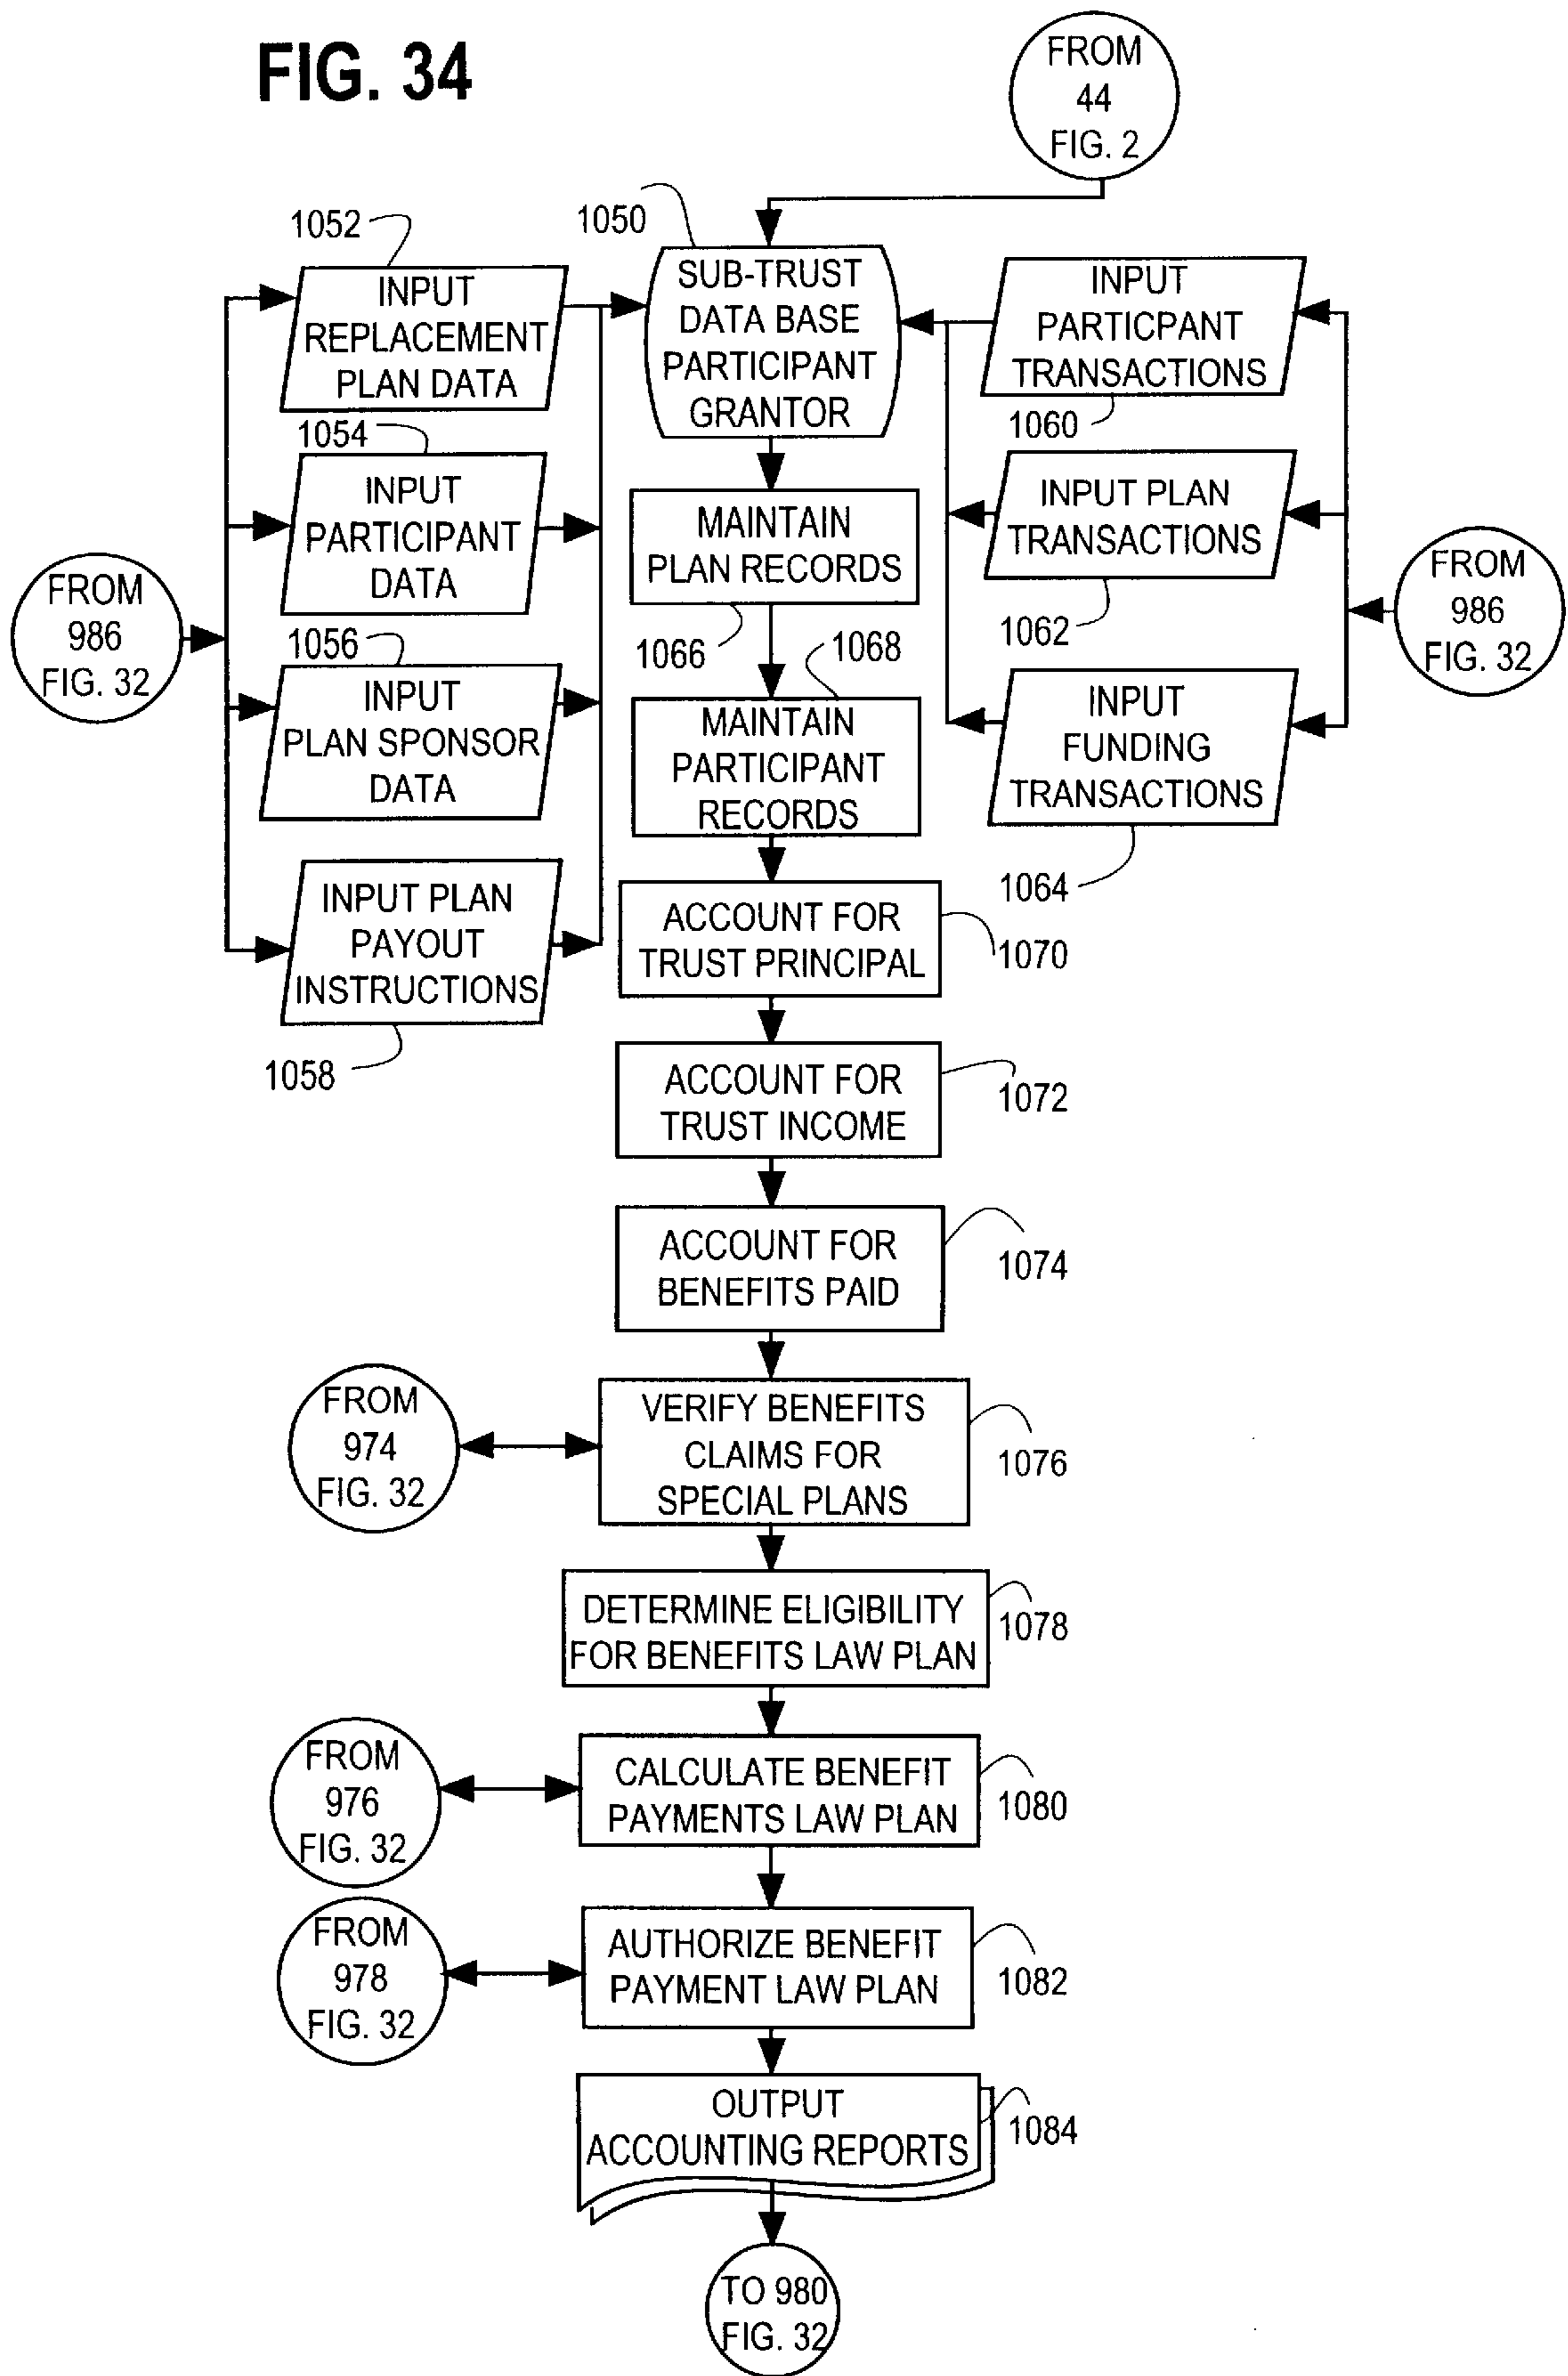 FIG. 34
FROM
44
FIG. 2
1052
INPUT
REPLACEMENT
PLAN DATA
1050
SUB-TRUST
DATA BASE
PARTICIPANT
GRANTOR
INPUT
PARTICPANT
TRANSACTIONS
1060
1054
INPUT
PARTICIPANT
DATA
MAINTAIN
PLAN RECORDS
1066
INPUT PLAN
TRANSACTIONS
1062
FROM
986
FIG. 32
FROM
986
FIG. 32
1056
INPUT
PLAN SPONSOR
DATA
1068
MAINTAIN
PARTICIPANT
RECORDS
INPUT
FUNDING
TRANSACTIONS
1064
INPUT PLAN
PAYOUT
INSTRUCTIONS
1058
ACCOUNT FOR
TRUST PRINCIPAL
1070
ACCOUNT FOR
TRUST INCOME
1072
ACCOUNT FOR
BENEFITS PAID
1074
FROM
974
FIG. 32
VERIFY BENEFITS
CLAIMS FOR
SPECIAL PLANS
1076
DETERMINE ELIGIBILITY
FOR BENEFITS LAW PLAN
1078
FROM
976
FIG. 32
CALCULATE BENEFIT
PAYMENTS LAW PLAN
1080
FROM
978
FIG. 32
AUTHORIZE BENEFIT
PAYMENT LAW PLAN
1082
OUTPUT
ACCOUNTING REPORTS
1084
TO 980
FIG. 32